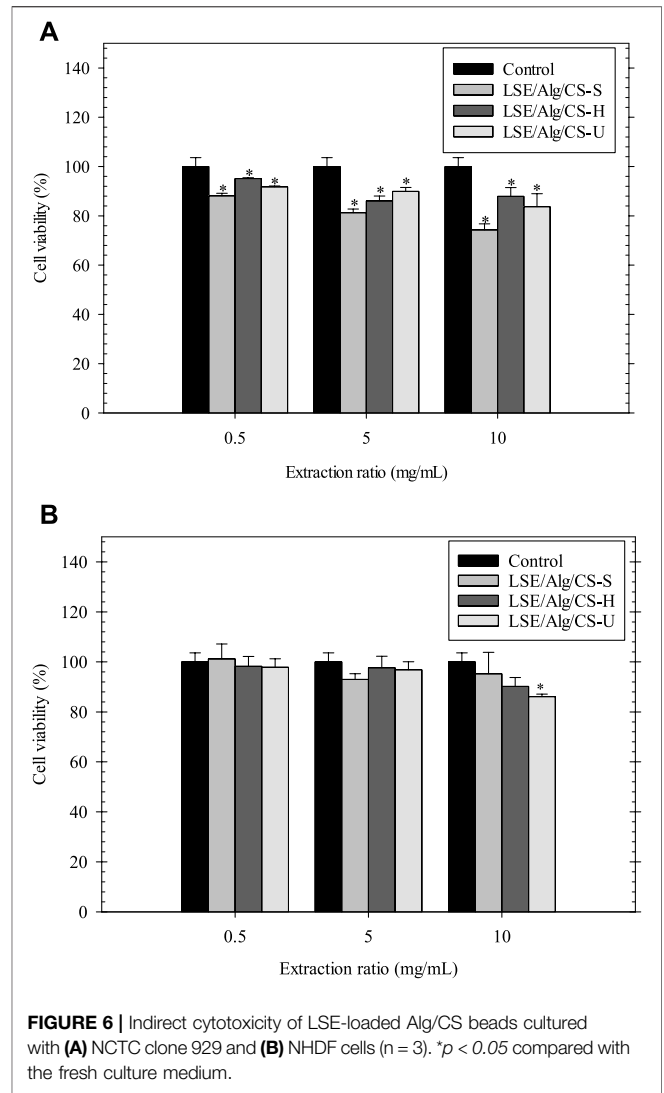 A
140
120
100
80
60
40
20
0
Cell viability (%)
Control
LSE/Alg/CS-S
LSE/Alg/CS-H
LSE/Alg/CS-U
* * *
* * *
* * *
0.5 5 10
Extraction ratio (mg/mL)
B
140
120
100
80
60
40
20
0
Cell viability (%)
Control
LSE/Alg/CS-S
LSE/Alg/CS-H
LSE/Alg/CS-U
*
0.5 5 10
Extraction ratio (mg/mL)
FIGURE 6 | Indirect cytotoxicity of LSE-loaded Alg/CS beads cultured
with (A) NCTC clone 929 and (B) NHDF cells (n = 3). *p < 0.05 compared with
the fresh culture medium.